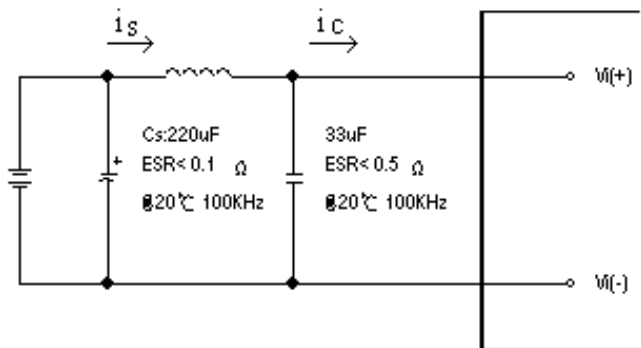 is
ic
Vi(+)
Cs:220uF
ESR< 0.1 Ω
@20℃ 100KHz
+
33uF
ESR< 0.5 Ω
@20℃ 100KHz
Vi(-)